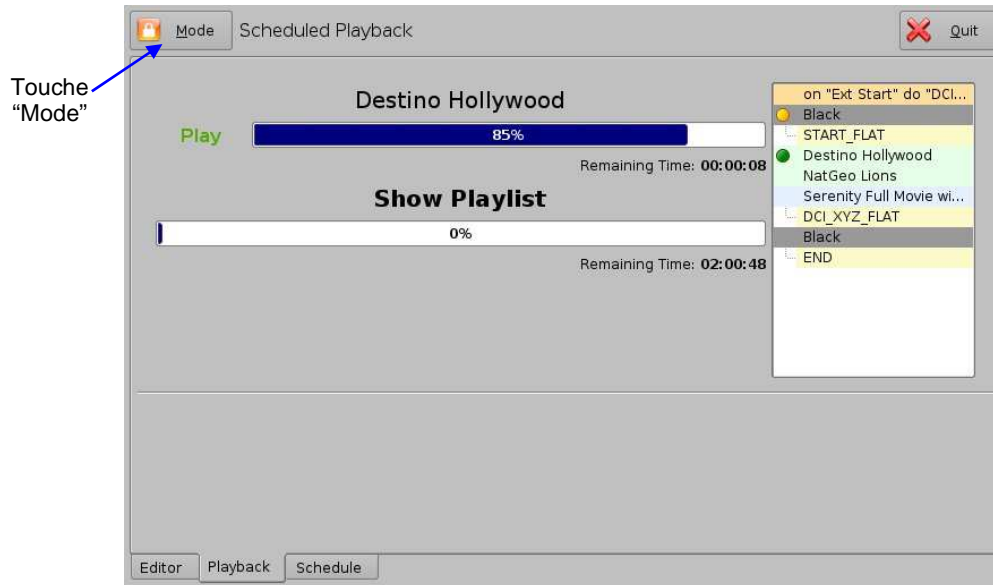 Mode
Scheduled Playback
Quit
Touche
“Mode”
Destino Hollywood
Play
85%
Remaining Time: 00:00:08
Show Playlist
0%
Remaining Time: 02:00:48
on "Ext Start" do "DCI...
Black
START_FLAT
Destino Hollywood
NatGeo Lions
Serenity Full Movie wi...
DCI_XYZ_FLAT
Black
END
Editor
Playback
Schedule